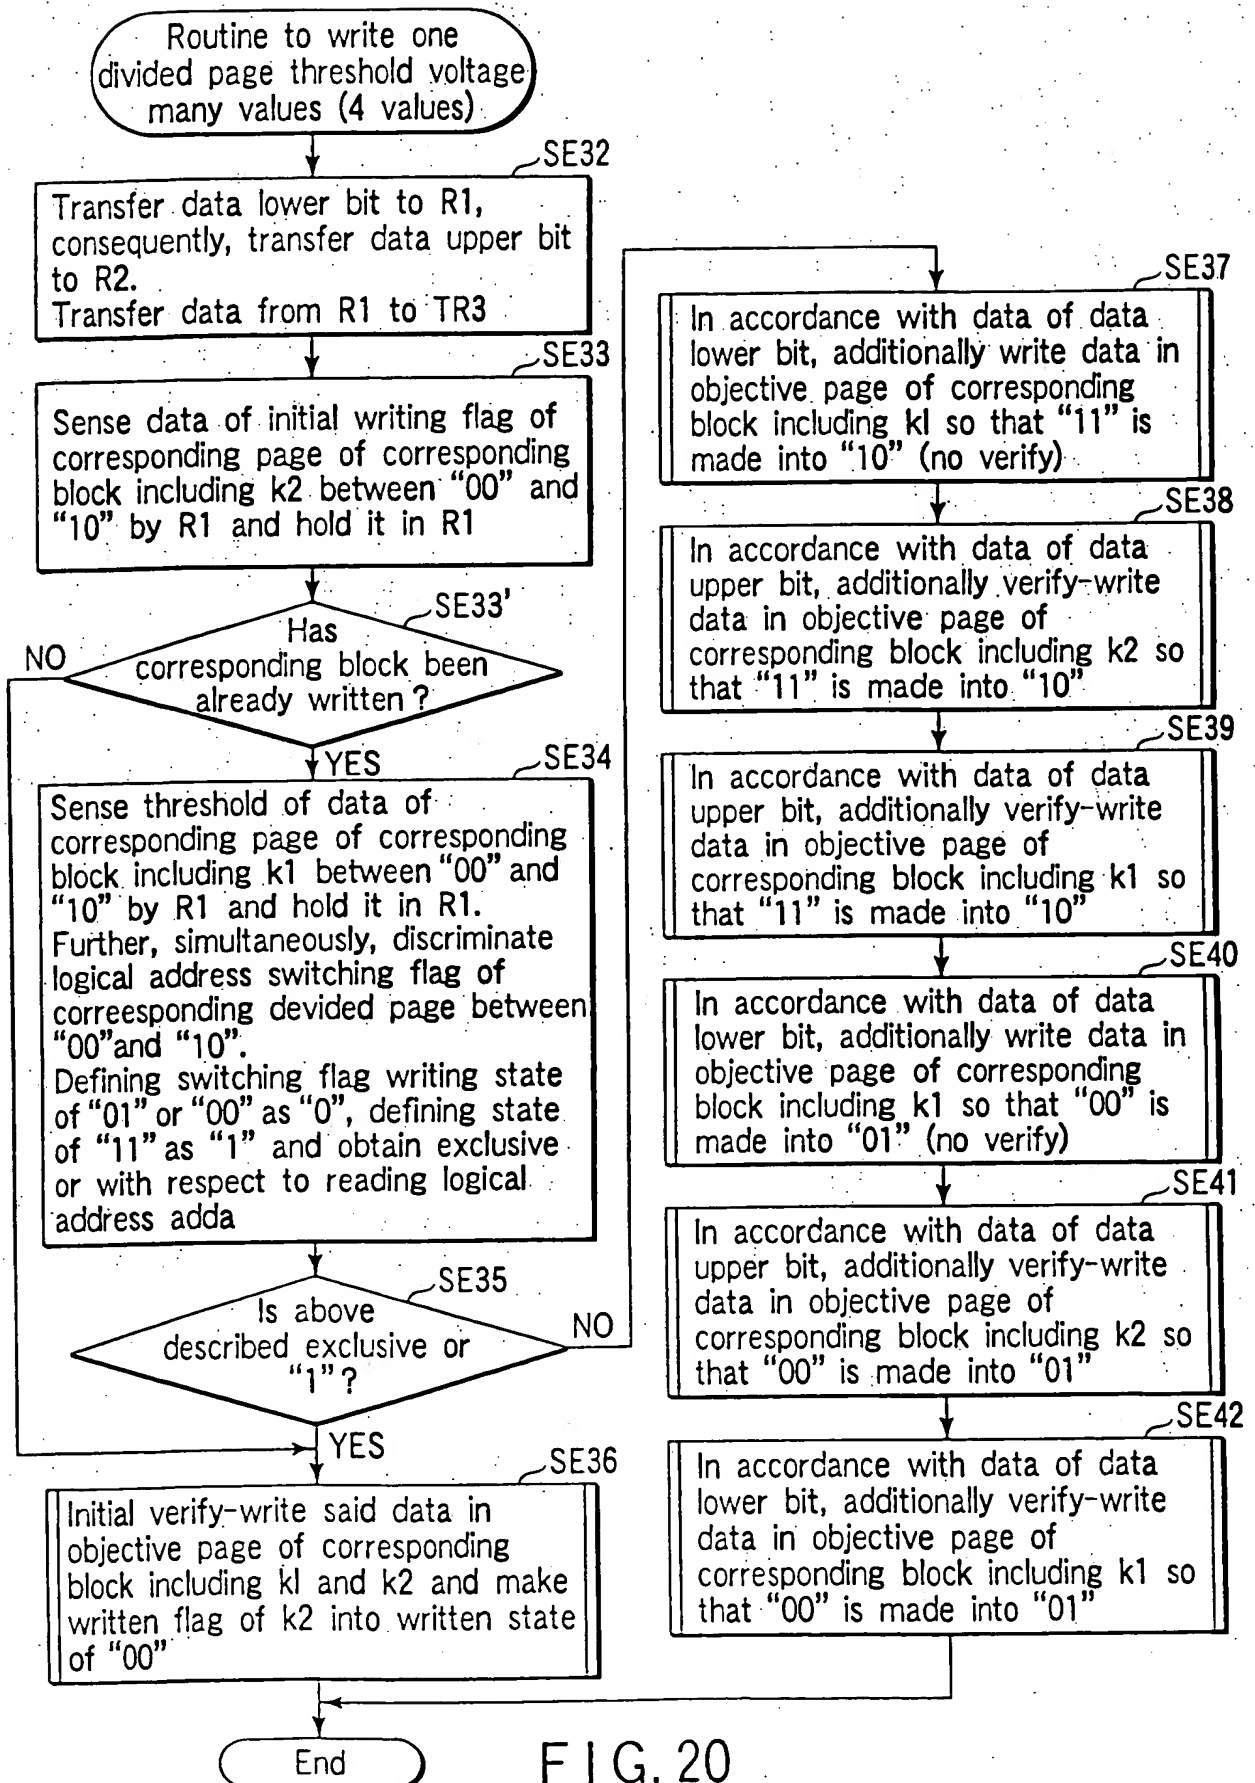 Routine to write one
divided page threshold voltage
many values (4 values)
SE32
Transfer data lower bit to R1,
consequently, transfer data upper bit
to R2.
Transfer data from R1 to TR3
SE33
Sense data of initial writing flag of
corresponding page of corresponding
block including k2 between "00" and
"10" by R1 and hold it in R1
SE33'
Has
corresponding block been
already written?
NO
YES
SE34
Sense threshold of data of
corresponding page of corresponding
block including k1 between "00" and
"10" by R1 and hold it in R1.
Further, simultaneously, discriminate
logical address switching flag of
correesponding devided page between
"00"and "10".
Defining switching flag writing state
of "01" or "00" as "0", defining state
of "11" as "1" and obtain exclusive
or with respect to reading logical
address adda
SE35
Is above
described exclusive or
"1"?
NO
YES
SE36
Initial verify-write said data in
objective page of corresponding
block including kl and k2 and make
written flag of k2 into written state
of "00"
SE37
In accordance with data of data
lower bit, additionally write data in
objective page of corresponding
block including kl so that "11" is
made into "10" (no verify)
SE38
In accordance with data of data
upper bit, additionally verify-write
data in objective page of
corresponding block including k2 so
that "11" is made into "10"
SE39
In accordance with data of data
upper bit, additionally verify-write
data in objective page of
corresponding block including k1 so
that "11" is made into "10"
SE40
In accordance with data of data
lower bit, additionally write data in
objective page of corresponding
block including k1 so that "00" is
made into "01" (no verify)
SE41
In accordance with data of data
upper bit, additionally verify-write
data in objective page of
corresponding block including k2 so
that "00" is made into "01"
SE42
In accordance with data of data
lower bit, additionally verify-write
data in objective page of
corresponding block including k1 so
that "00" is made into "01"
End
FIG. 20